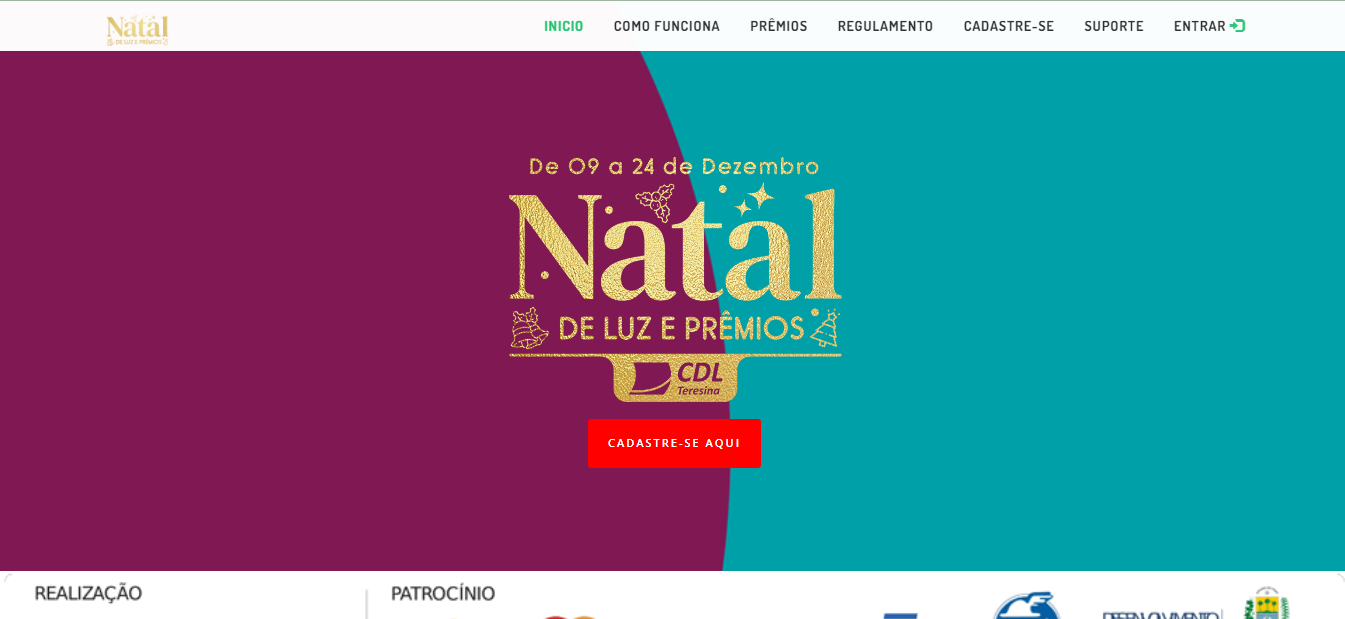 Natal
DE LUZ E PRÊMIOS
INICIO COMO FUNCIONA PRÊMIOS REGULAMENTO CADASTRE-SE SUPORTE ENTRAR
De 09 a 24 de Dezembro
Natal
DE LUZ E PRÊMIOS
CDL
Teresina
CADASTRE-SE AQUI
REALIZAÇÃO PATROCÍNIO
DESENVOLVIMENTO